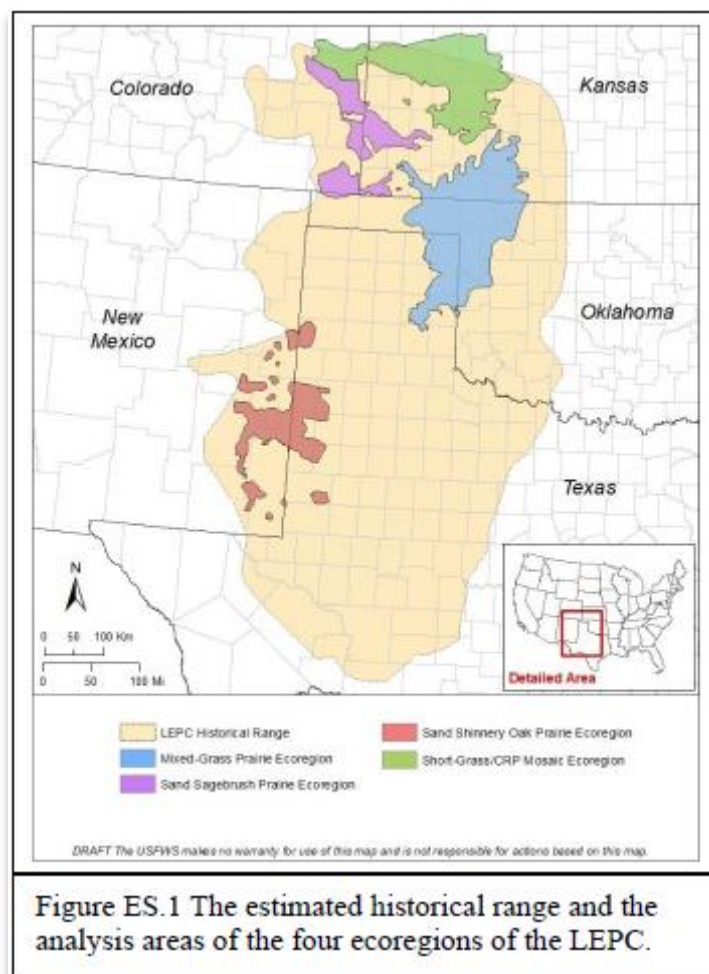 Colorado
Kansas
New
Mexico
Oklahoma
Texas
N
0 50 100 Km
0 50 100 Mi
Detailed Area
LEPC Historical Range
Mixed-Grass Prairie Ecoregion
Sand Sagebrush Prairie Ecoregion
Sand Shinnery Oak Prairie Ecoregion
Short-Grass/CRP Mosaic Ecoregion
DRAFT The USFWS makes no warranty for use of this map and is not responsible for actions based on this map.
Figure ES.1 The estimated historical range and the
analysis areas of the four ecoregions of the LEPC.